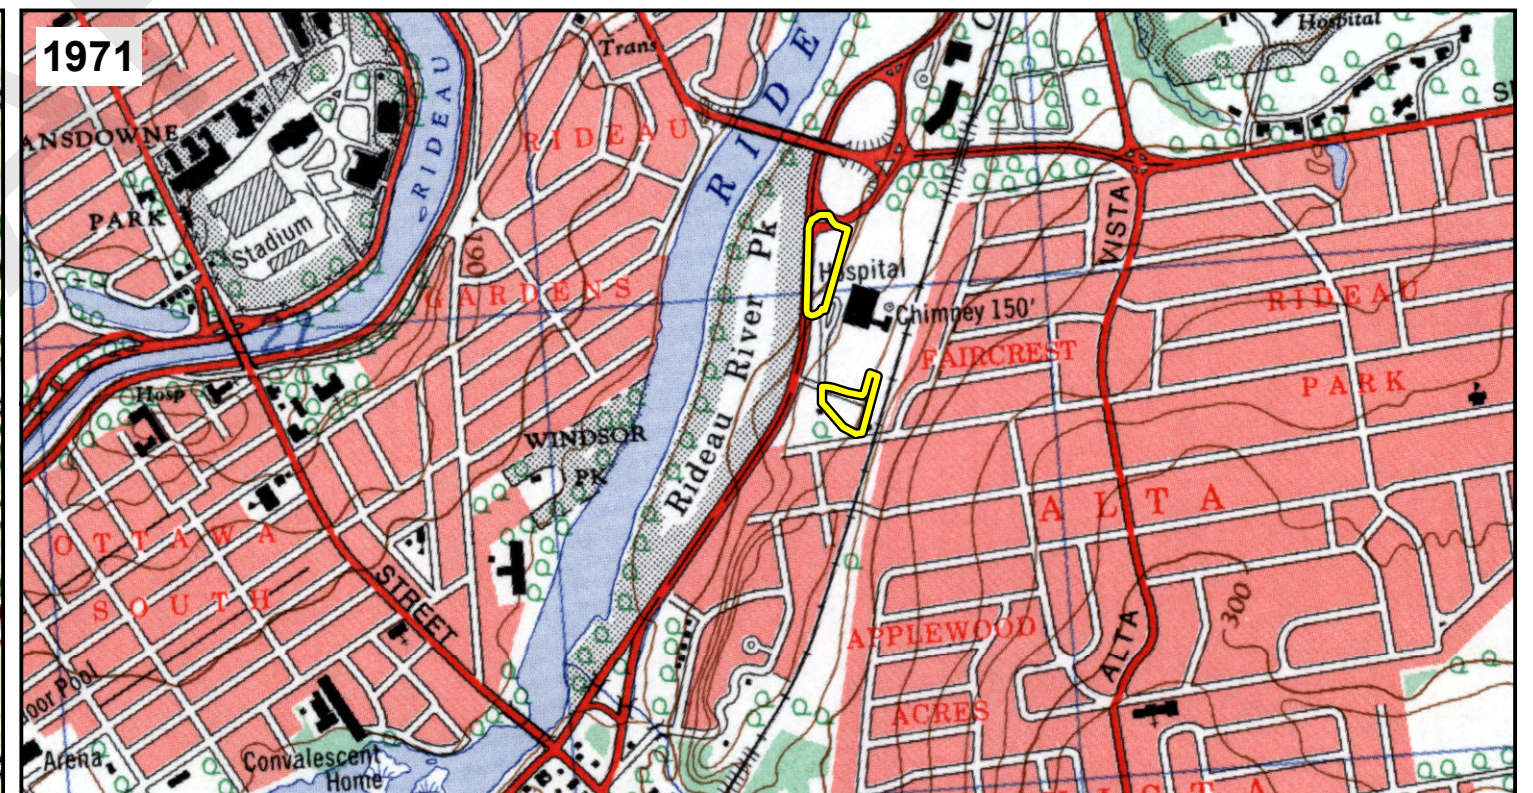 1971
Trans
Hospital
ANSDOWNE
PARK
Stadium
RIDEAU
RIDEAU
GARDENS
190
RIDE
Hospital
Chimney 150'
VISTA
RIDEAU
PARK
FAIRCREST
Rideau River Pk
Hosp
WINDSOR
PK
OTTAWA
SOUTH
STREET
ALTA
300
APPLEWOOD
ACRES
ALTA
oor Pool
Arena
Convalescent
Home